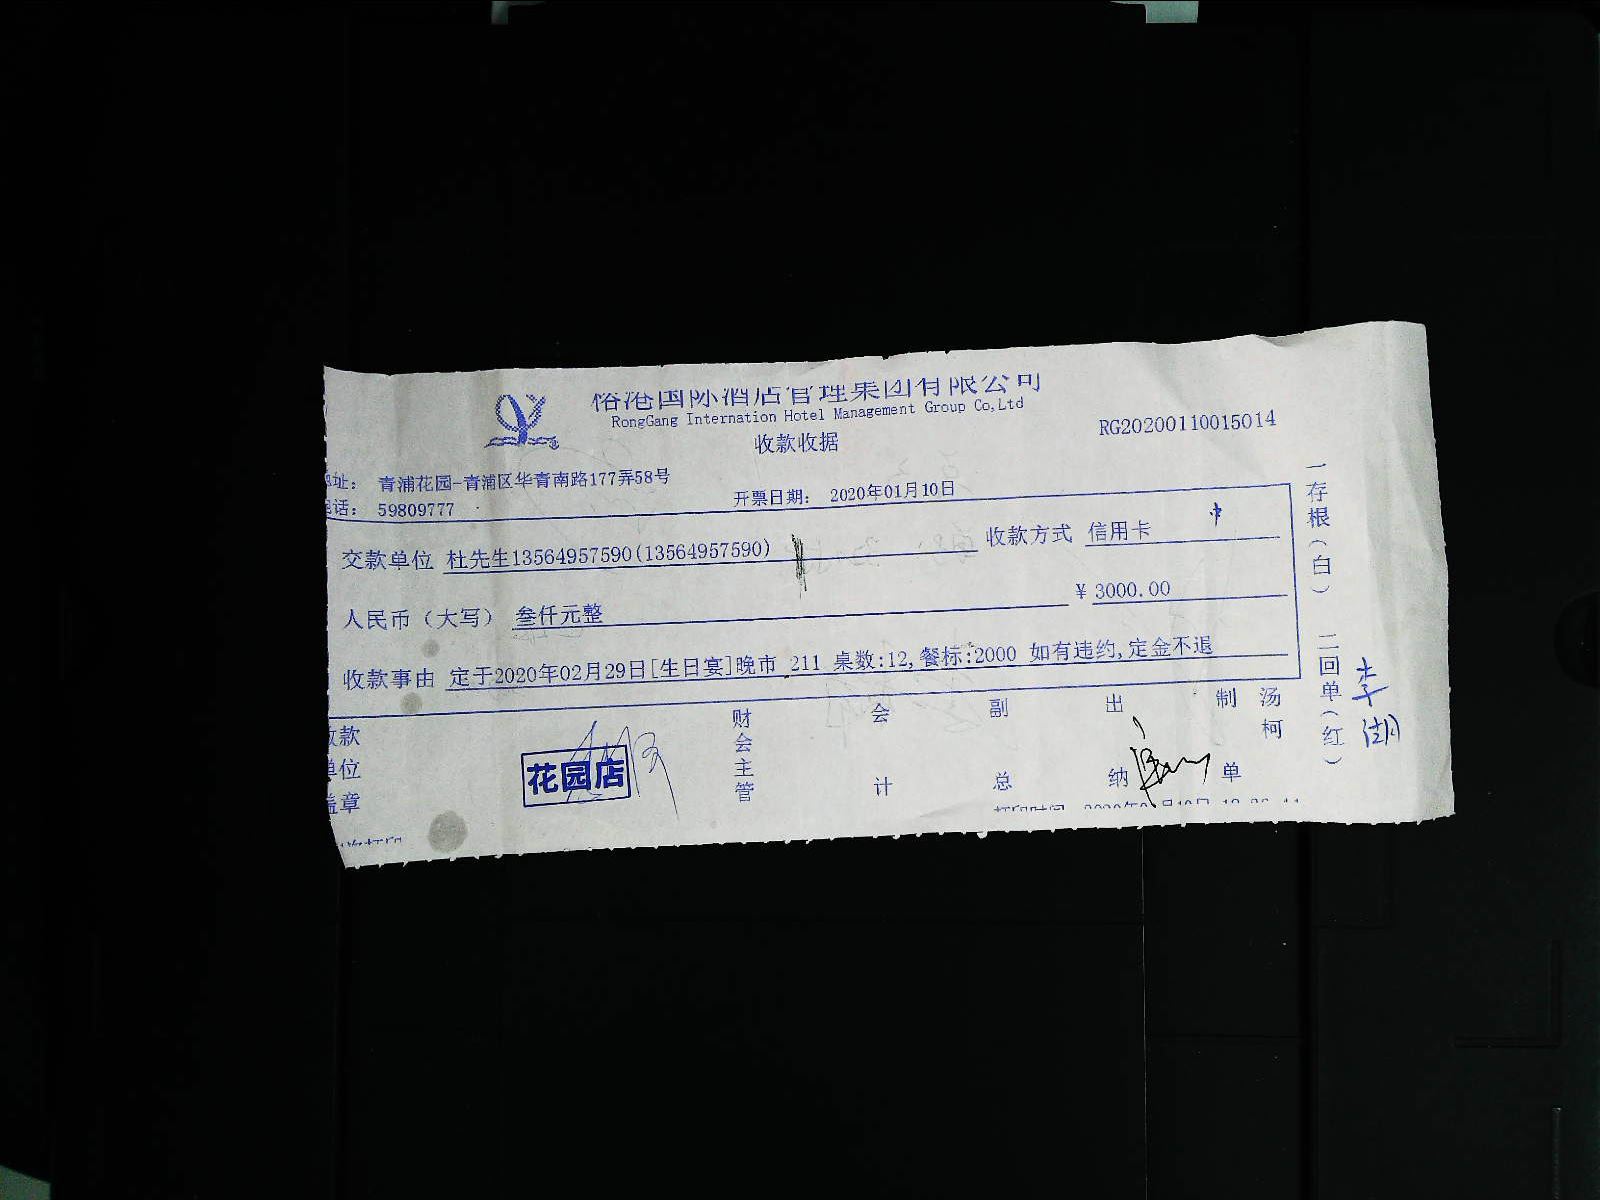 裕港国际酒店管理集团有限公司
RongGang Internation Hotel Management Group Co,Ltd
收款收据
RG20200110015014
地址： 青浦花园-青浦区华青南路177弄58号
电话： 59809777
开票日期： 2020年01月10日
交款单位 杜先生13564957590(13564957590)
收款方式 信用卡 中
人民币（大写） 叁仟元整
¥ 3000.00
收款事由 定于2020年02月29日[生日宴]晚市 211 桌数:12,餐标:2000 如有违约,定金不退
收款单位盖章
花园店
财会主管
会计
副总
出纳
制单
汤柯
一存根（白） 二回单（红）
李